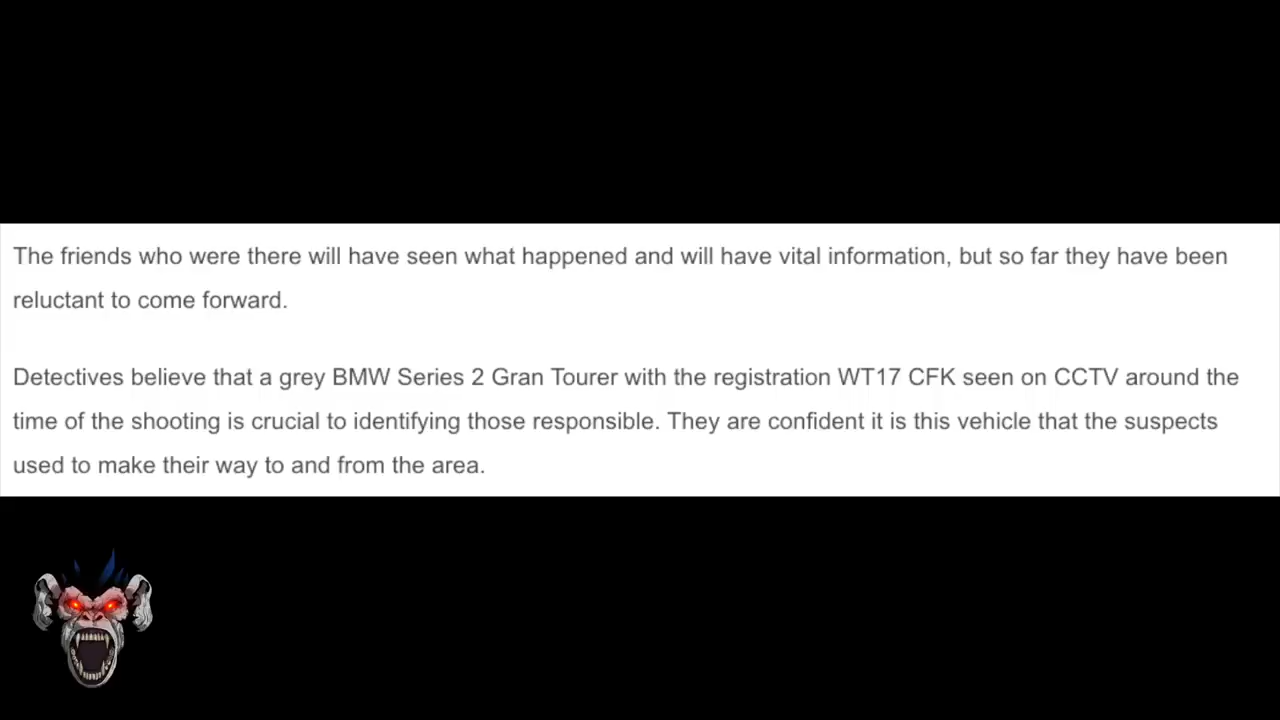 The friends who were there will have seen what happened and will have vital information, but so far they have been
reluctant to come forward.
Detectives believe that a grey BMW Series 2 Gran Tourer with the registration WT17 CFK seen on CCTV around the
time of the shooting is crucial to identifying those responsible. They are confident it is this vehicle that the suspects
used to make their way to and from the area.